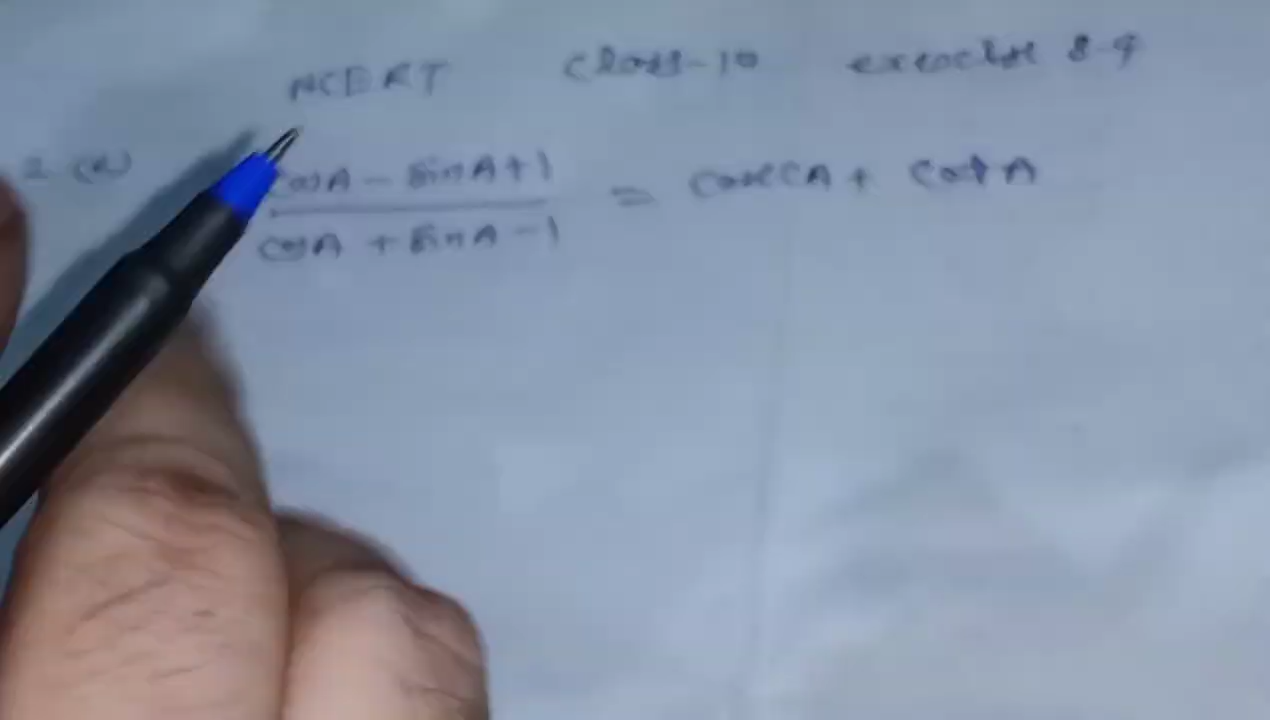 NCERT class-10 exercise 8.4
cosA - sinA+1 = cosecA + cotA
cosA + sinA - 1